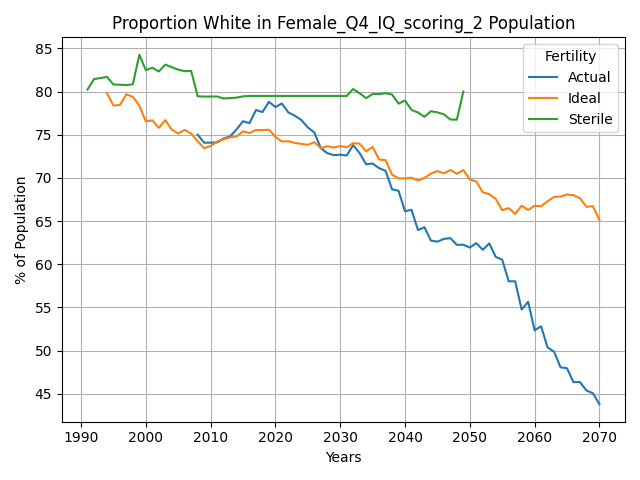 Proportion White in Female_Q4_IQ_scoring_2 Population
% of Population
85
80
75
70
65
60
55
50
45
Fertility
Actual
Ideal
Sterile
1990 2000 2010 2020 2030 2040 2050 2060 2070
Years